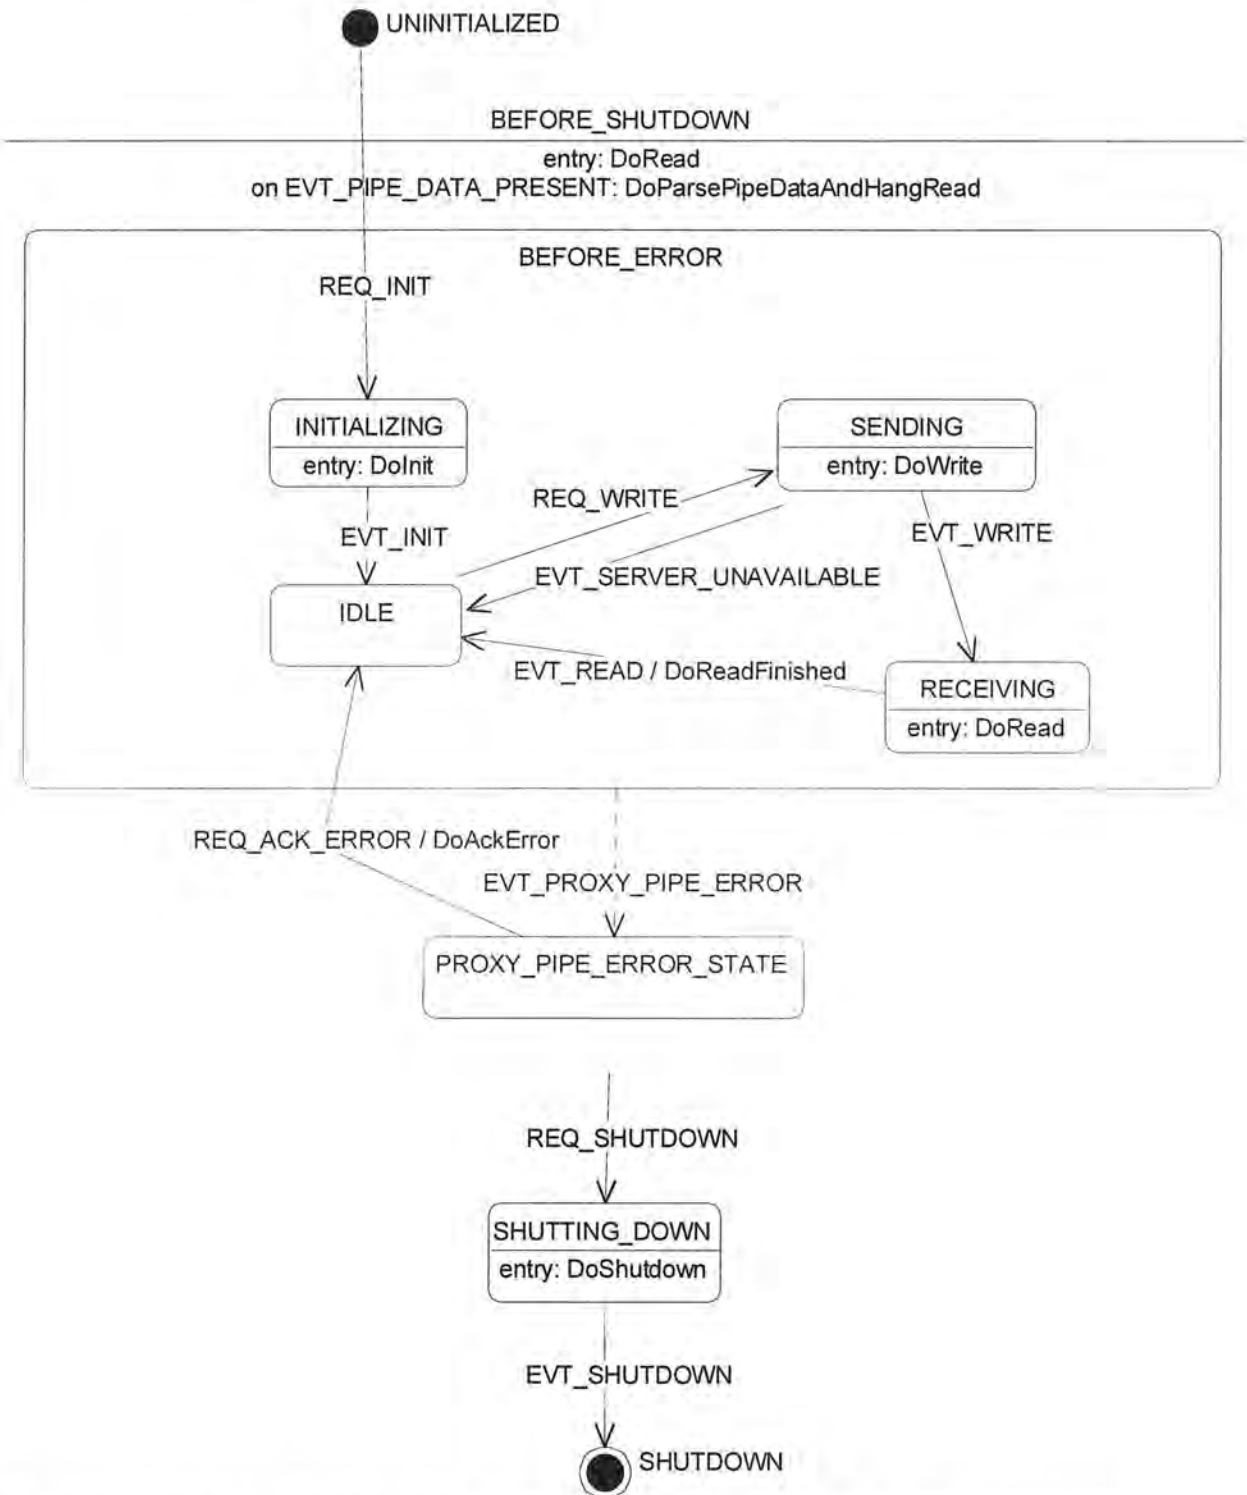 UNINITIALIZED
BEFORE_SHUTDOWN
entry: DoRead
on EVT_PIPE_DATA_PRESENT: DoParsePipeDataAndHangRead
BEFORE_ERROR
REQ_INIT
INITIALIZING
entry: DoInit
SENDING
entry: DoWrite
REQ_WRITE
EVT_INIT
EVT_WRITE
EVT_SERVER_UNAVAILABLE
IDLE
EVT_READ / DoReadFinished
RECEIVING
entry: DoRead
REQ_ACK_ERROR / DoAckError
EVT_PROXY_PIPE_ERROR
PROXY_PIPE_ERROR_STATE
REQ_SHUTDOWN
SHUTTING_DOWN
entry: DoShutdown
EVT_SHUTDOWN
SHUTDOWN